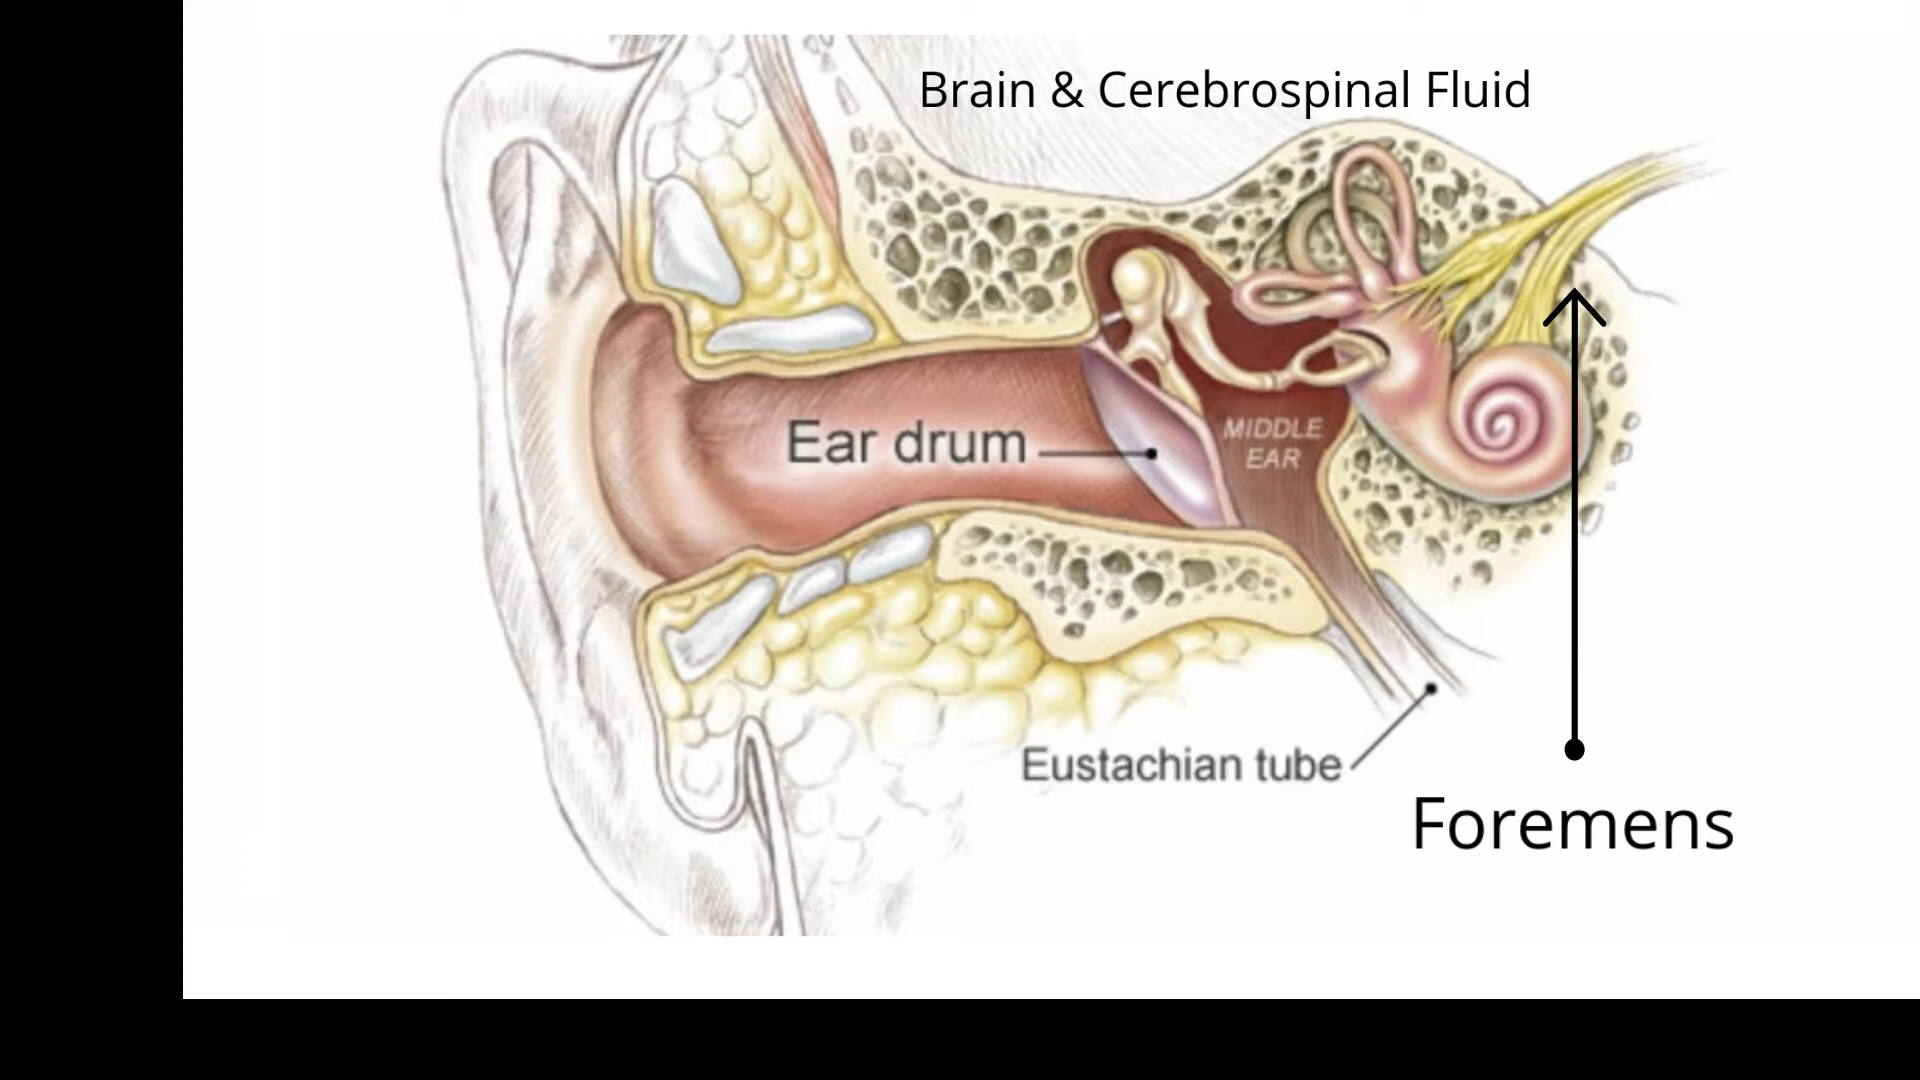 Brain & Cerebrospinal Fluid
Ear drum
MIDDLE
EAR
Eustachian tube
Foremens